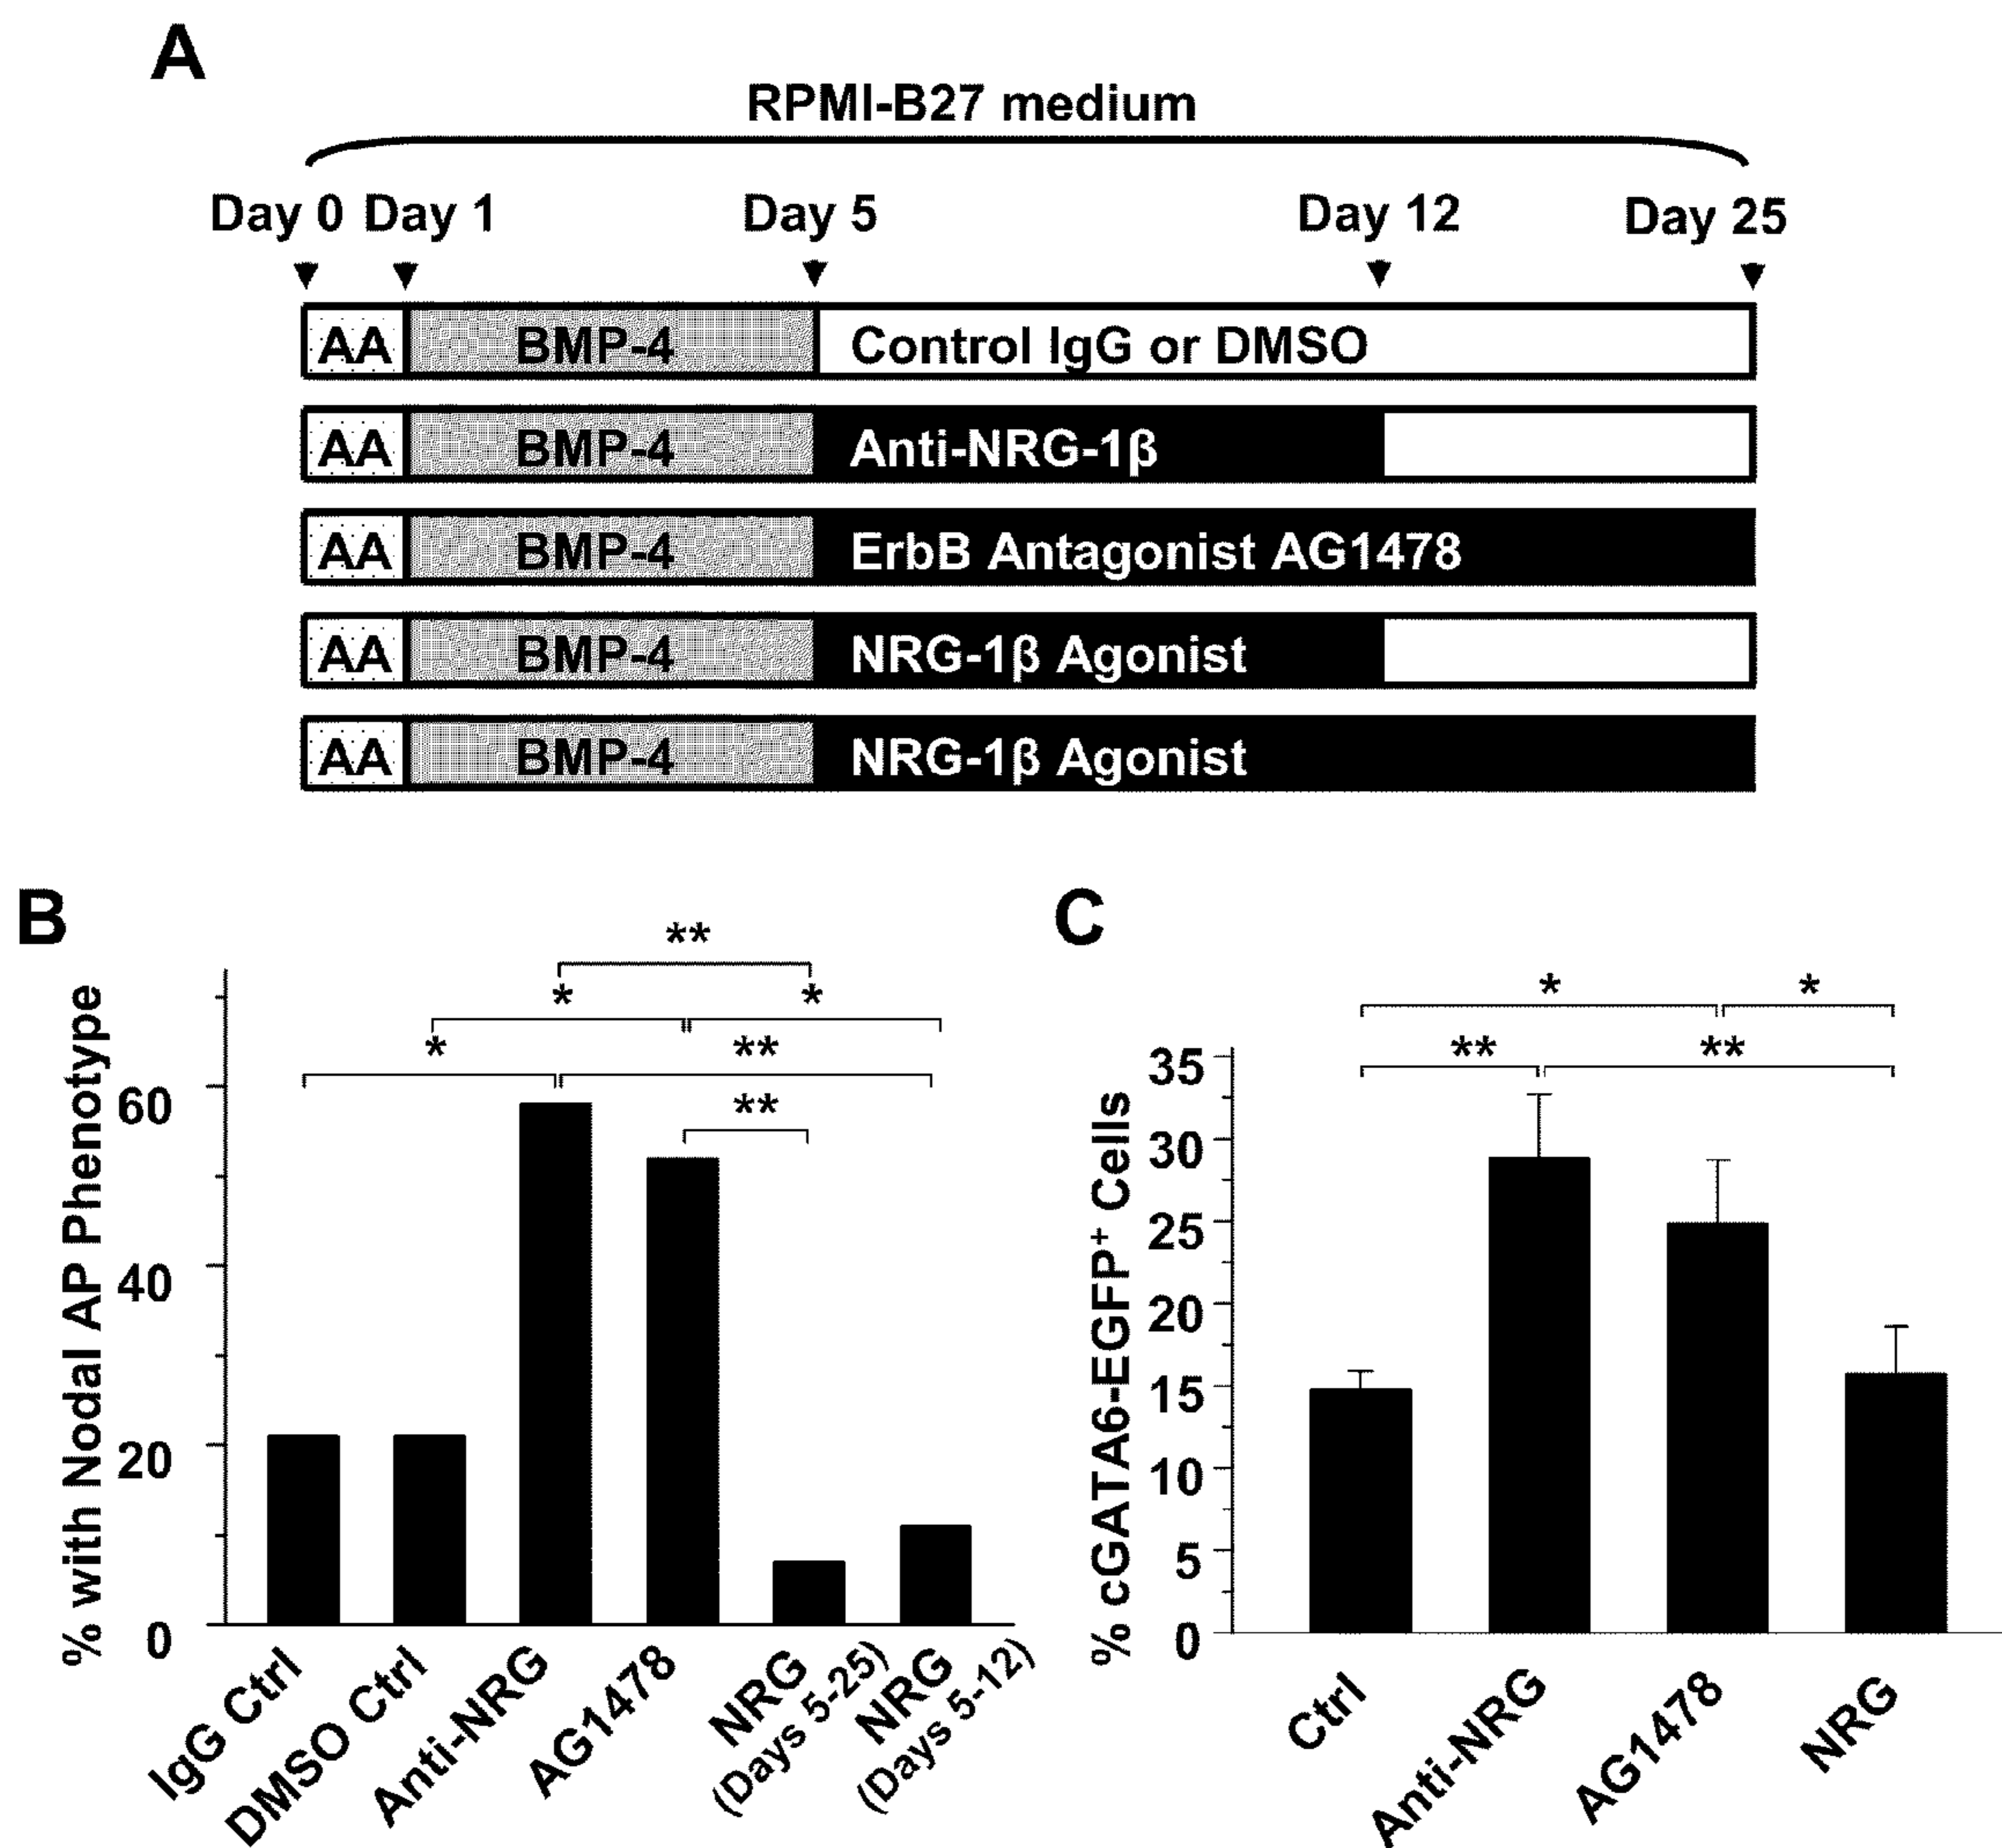 A
RPMI-B27 medium
Day 0 Day 1 Day 5 Day 12 Day 25
AA BMP-4 Control IgG or DMSO
AA BMP-4 Anti-NRG-1β
AA BMP-4 ErbB Antagonist AG1478
AA BMP-4 NRG-1β Agonist
AA BMP-4 NRG-1β Agonist
B
% with Nodal AP Phenotype
60
40
20
0
**
* *
* **
**
IgG Ctrl
DMSO Ctrl
Anti-NRG
AG1478
NRG
(Days 5-25)
NRG
(Days 5-12)
C
% cGATA6-EGFP⁺ Cells
35
30
25
20
15
10
5
0
* *
** **
Ctrl
Anti-NRG
AG1478
NRG